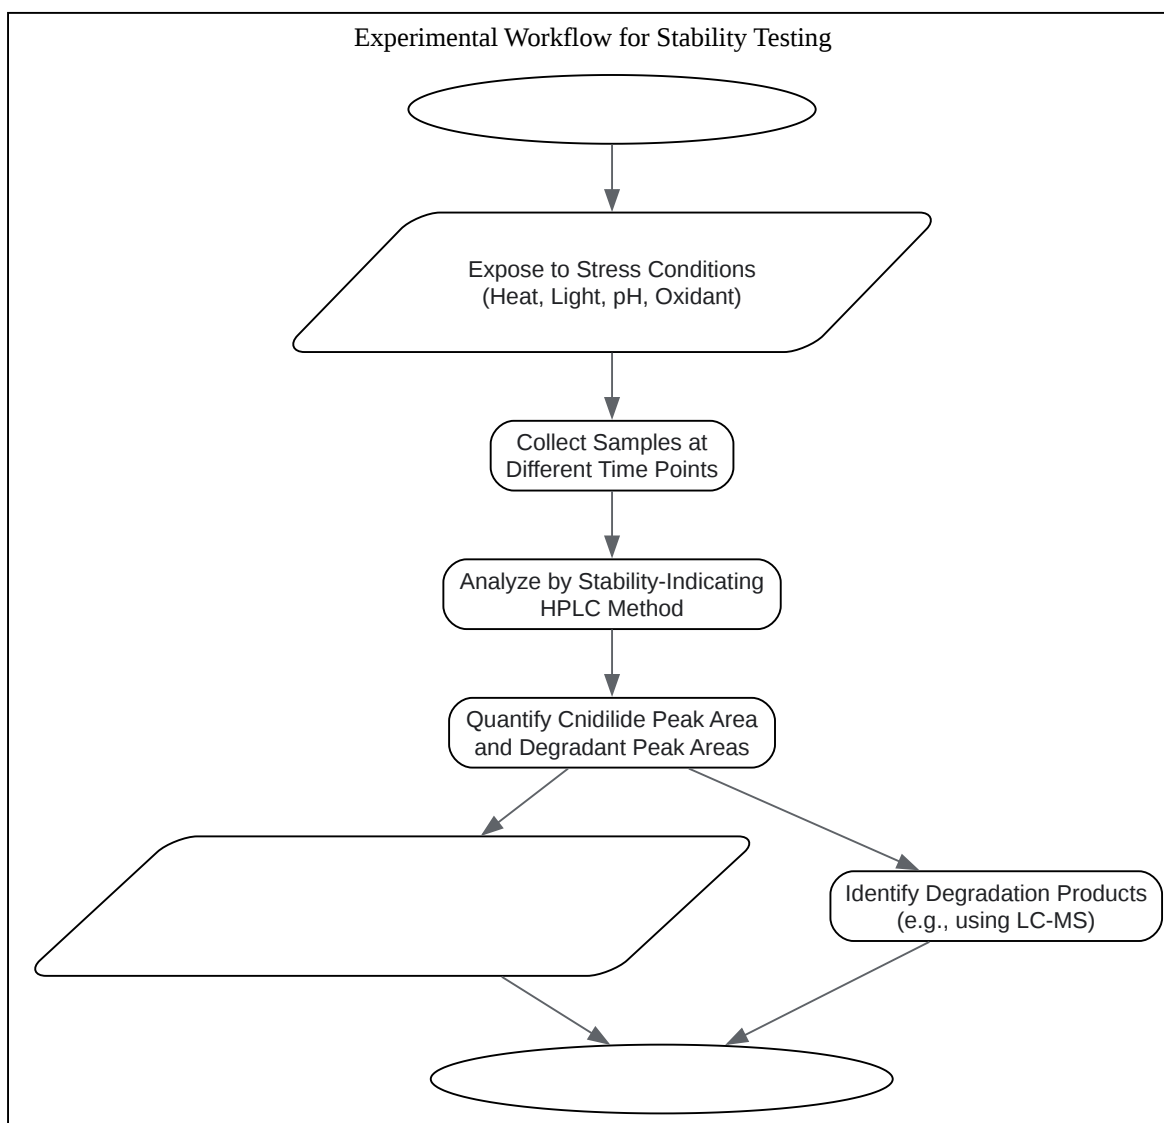 Experimental Workflow for Stability Testing
Expose to Stress Conditions
(Heat, Light, pH, Oxidant)
Collect Samples at
Different Time Points
Analyze by Stability-Indicating
HPLC Method
Quantify Cnidilide Peak Area
and Degradant Peak Areas
Identify Degradation Products
(e.g., using LC-MS)